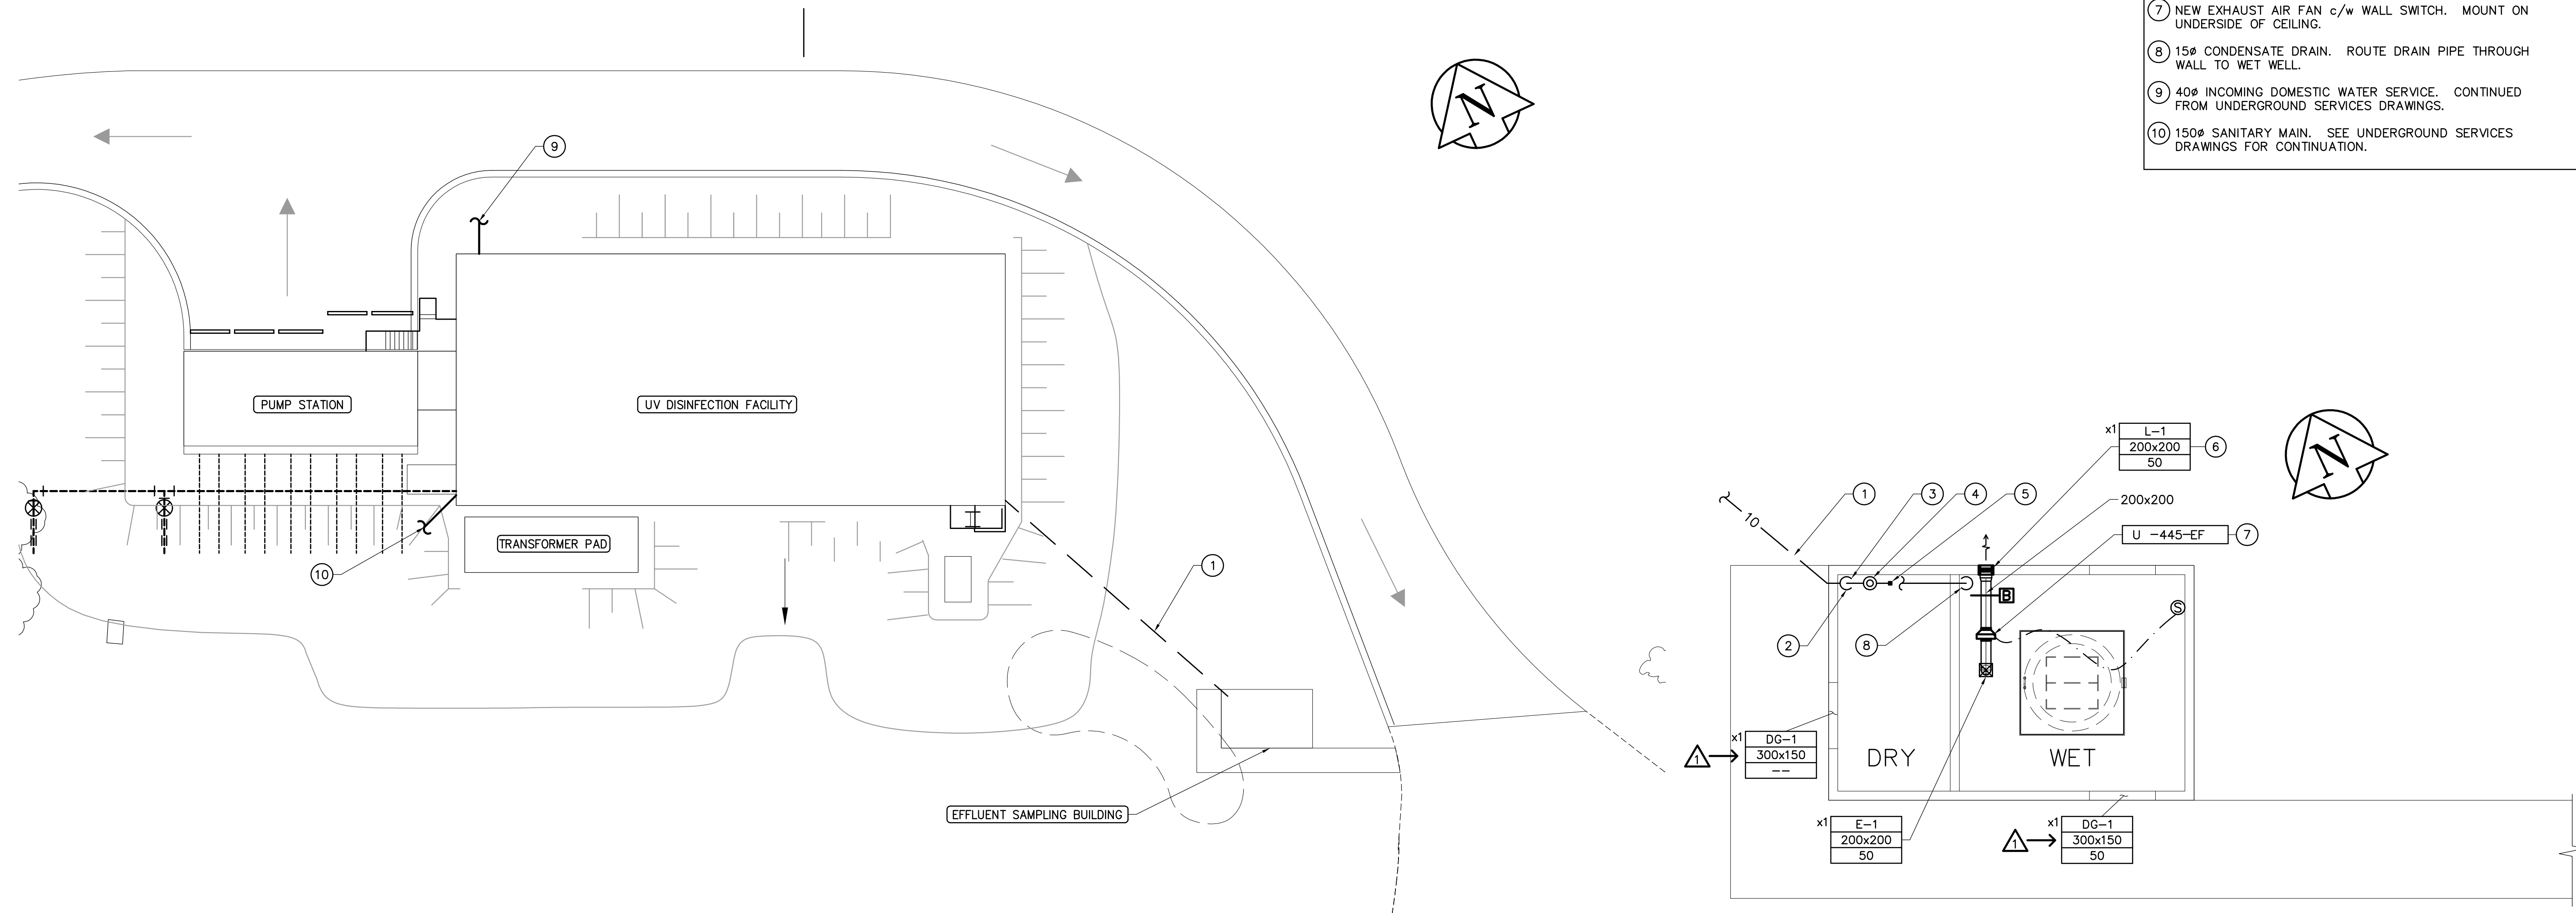 7 NEW EXHAUST AIR FAN c/w WALL SWITCH. MOUNT ON
UNDERSIDE OF CEILING.
8 15ø CONDENSATE DRAIN. ROUTE DRAIN PIPE THROUGH
WALL TO WET WELL.
9 40ø INCOMING DOMESTIC WATER SERVICE. CONTINUED
FROM UNDERGROUND SERVICES DRAWINGS.
10 150ø SANITARY MAIN. SEE UNDERGROUND SERVICES
DRAWINGS FOR CONTINUATION.
N
9
PUMP STATION
UV DISINFECTION FACILITY
TRANSFORMER PAD
10
1
EFFLUENT SAMPLING BUILDING
N
x1
L-1
200x200
50
6
200x200
U -445-EF
7
10
1
3
4
5
2
8
B
S
DRY
WET
x1
DG-1
300x150
--
1
x1
E-1
200x200
50
x1
DG-1
300x150
50
1